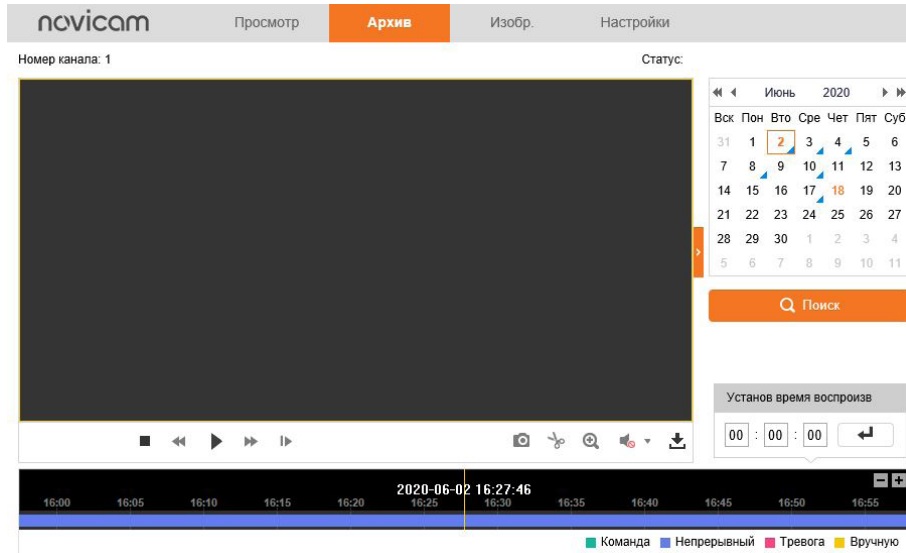 novicam Просмотр Архив Изобр. Настройки
Номер канала: 1 Статус:
Июнь 2020
Вск Пон Вто Сре Чет Пят Суб
31 1 2 3 4 5 6
7 8 9 10 11 12 13
14 15 16 17 18 19 20
21 22 23 24 25 26 27
28 29 30 1 2 3 4
5 6 7 8 9 10 11
Поиск
Установ время воспроизв
00 : 00 : 00
2020-06-02 16:27:46
16:00 16:05 16:10 16:15 16:20 16:25 16:30 16:35 16:40 16:45 16:50 16:55
Команда Непрерывный Тревога Вручную